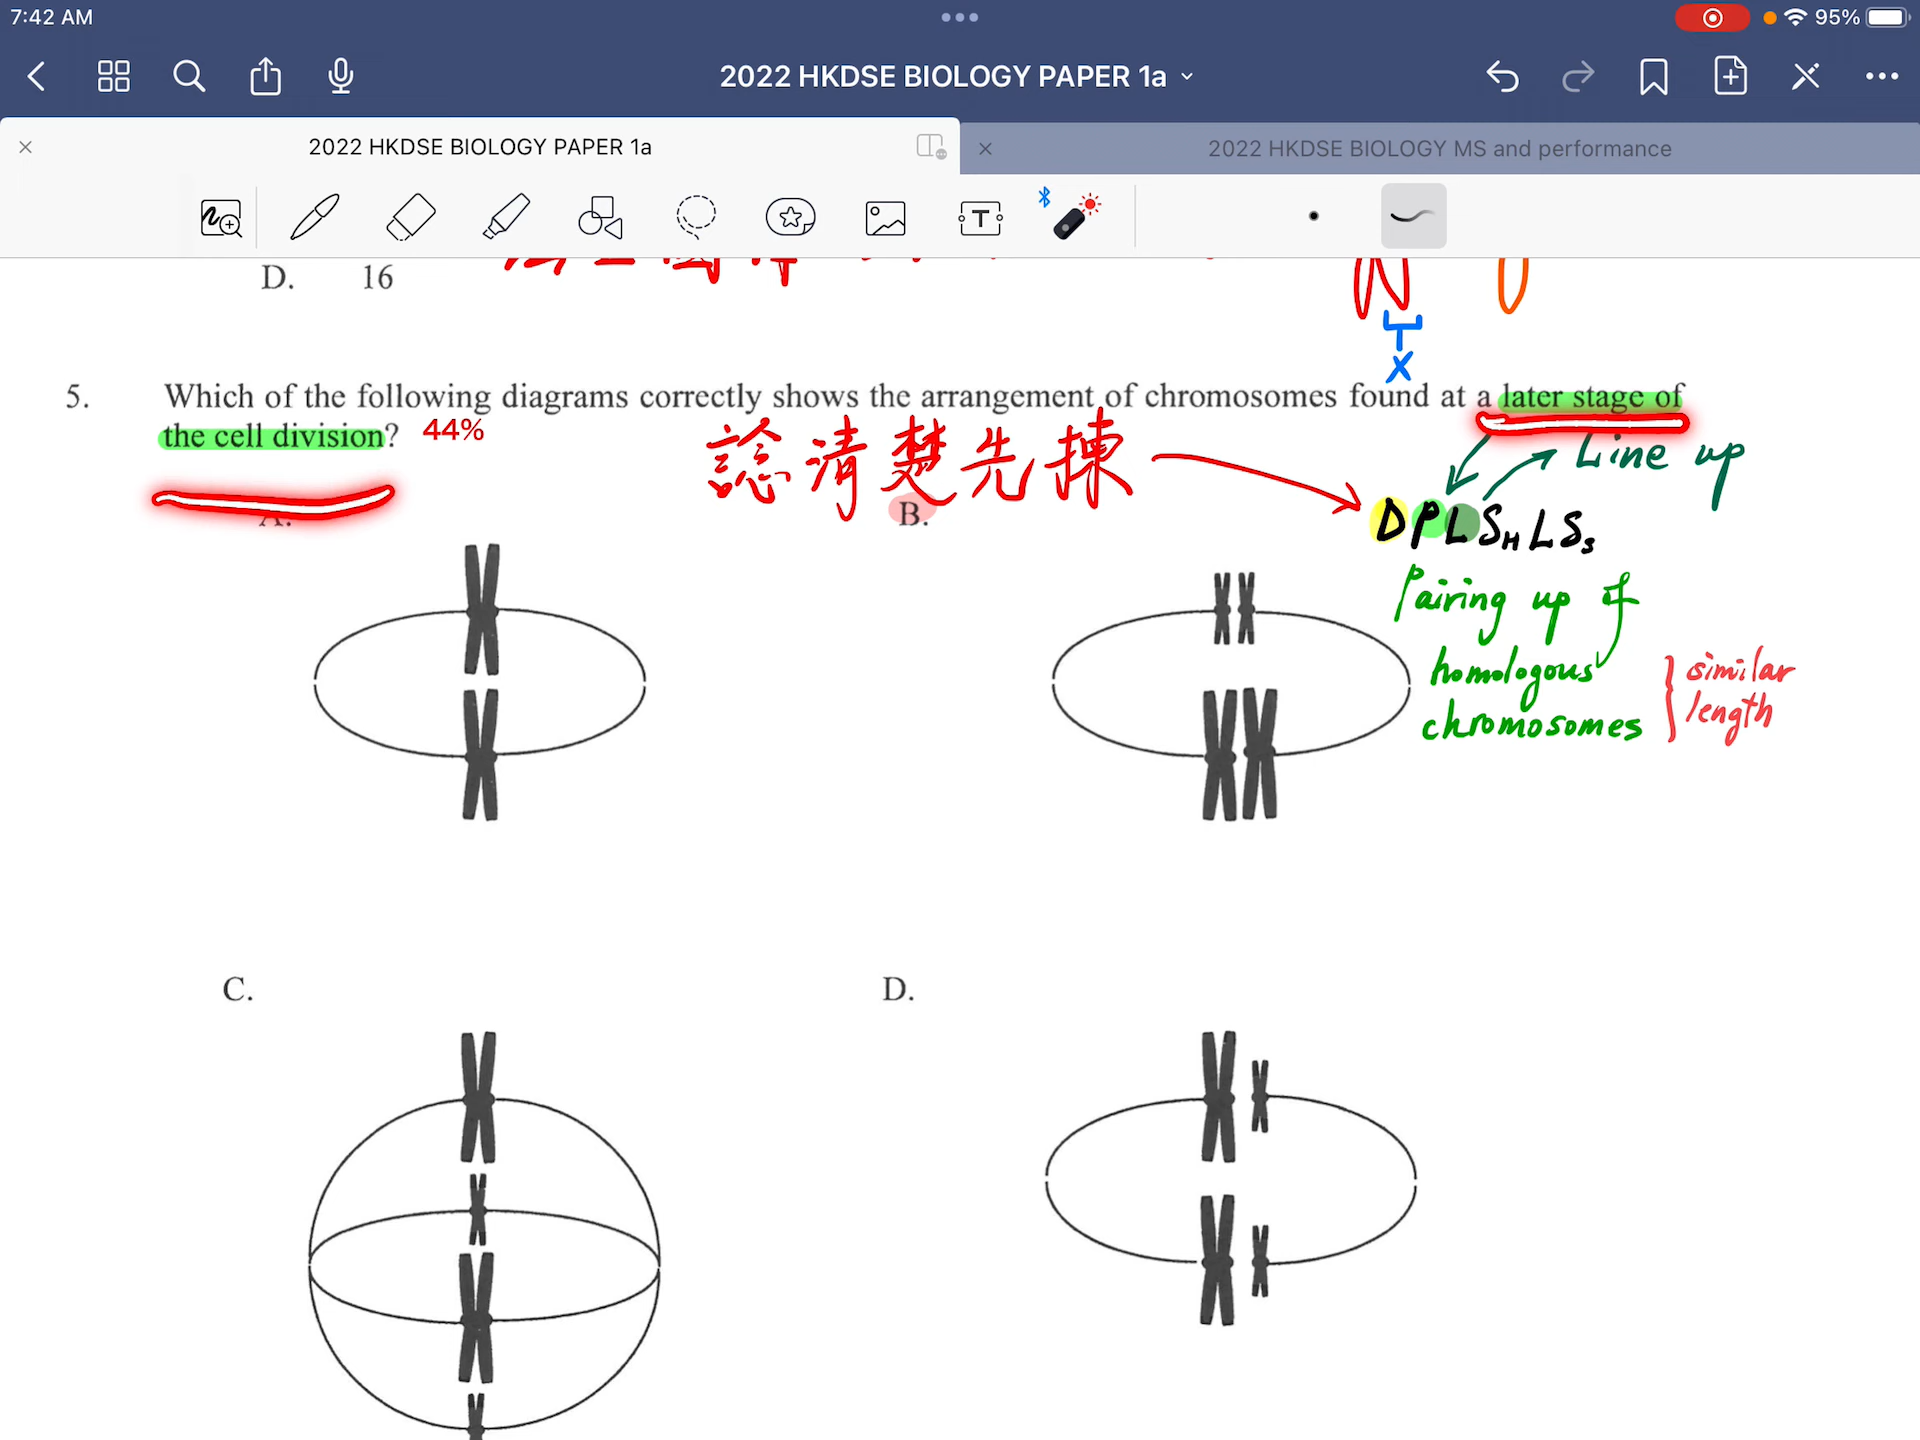 7:42 AM
95%
2022 HKDSE BIOLOGY PAPER 1a
2022 HKDSE BIOLOGY PAPER 1a
2022 HKDSE BIOLOGY MS and performance
T
D. 16
T
X
5. Which of the following diagrams correctly shows the arrangement of chromosomes found at a later stage of
the cell division? 44%
諗清楚先揀
Line up
A.
B.
DPLSHLSs
Pairing up of
homologous
chromosomes
similar
length
C.
D.